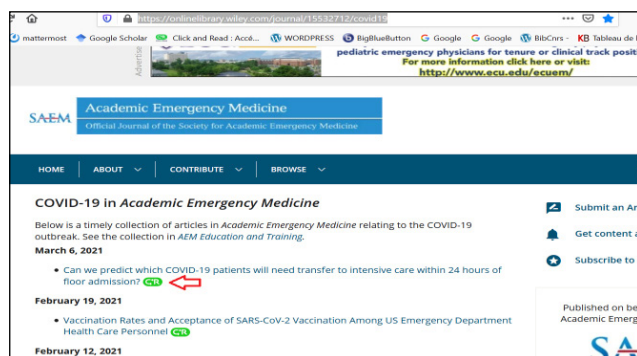 https://onlinelibrary.wiley.com/journal/15532712/covid19
mattermost Google Scholar Click and Read : Accé... WORDPRESS BigBlueButton Google Google BibCnrs - KB Tableau de
Advertise
pediatric emergency physicians for tenure or clinical track posit
For more information click here or visit:
http://www.ecu.edu/ecuem/
SAEM
Academic Emergency Medicine
Official Journal of the Society for Academic Emergency Medicine
HOME ABOUT CONTRIBUTE BROWSE
COVID-19 in Academic Emergency Medicine
Below is a timely collection of articles in Academic Emergency Medicine relating to the COVID-19
outbreak. See the collection in AEM Education and Training.
March 6, 2021
• Can we predict which COVID-19 patients will need transfer to intensive care within 24 hours of
floor admission? C&R
February 19, 2021
• Vaccination Rates and Acceptance of SARS-CoV-2 Vaccination Among US Emergency Department
Health Care Personnel C&R
February 12, 2021
Submit an Ar
Get content a
Subscribe to
Published on be
Academic Emerg
SA